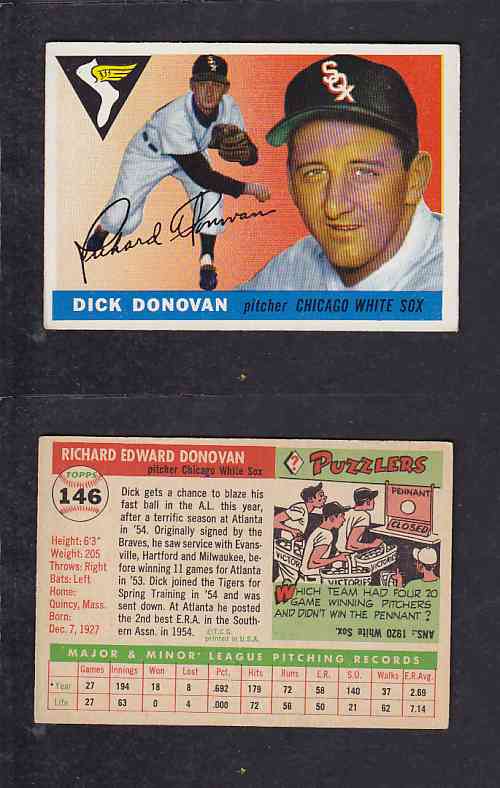 SOX
Richard E Donovan
DICK DONOVAN pitcher CHICAGO WHITE SOX
RICHARD EDWARD DONOVAN
pitcher Chicago White Sox
TOPPS
146
Height: 6'3"
Weight: 205
Throws: Right
Bats: Left
Home:
Quincy, Mass.
Born:
Dec. 7, 1927
Dick gets a chance to blaze his
fast ball in the A.L. this year,
after a terrific season at Atlanta
in '54. Originally signed by the
Braves, he saw service with Evans-
ville, Hartford and Milwaukee, be-
fore winning 11 games for Atlanta
in '53. Dick joined the Tigers for
Spring Training in '54 and was
sent down. At Atlanta he posted
the 2nd best E.R.A. in the South-
ern Assn. in 1954.
©T.C.G.
printed in U.S.A.
? PUZZLERS
PENNANT
CLOSED
VICTORIES
VICTORIES
WHICH TEAM HAD FOUR 20
GAME WINNING PITCHERS
AND DIDN'T WIN THE PENNANT?
ANS.. 1920 White Sox.
MAJOR & MINOR LEAGUE PITCHING RECORDS
Games Innings Won Lost Pct. Hits Runs E.R. S.O. Walks E.R.Avg.
• Year 27 194 18 8 .692 179 72 58 140 37 2.69
Life 27 63 0 4 .000 72 56 50 21 62 7.14